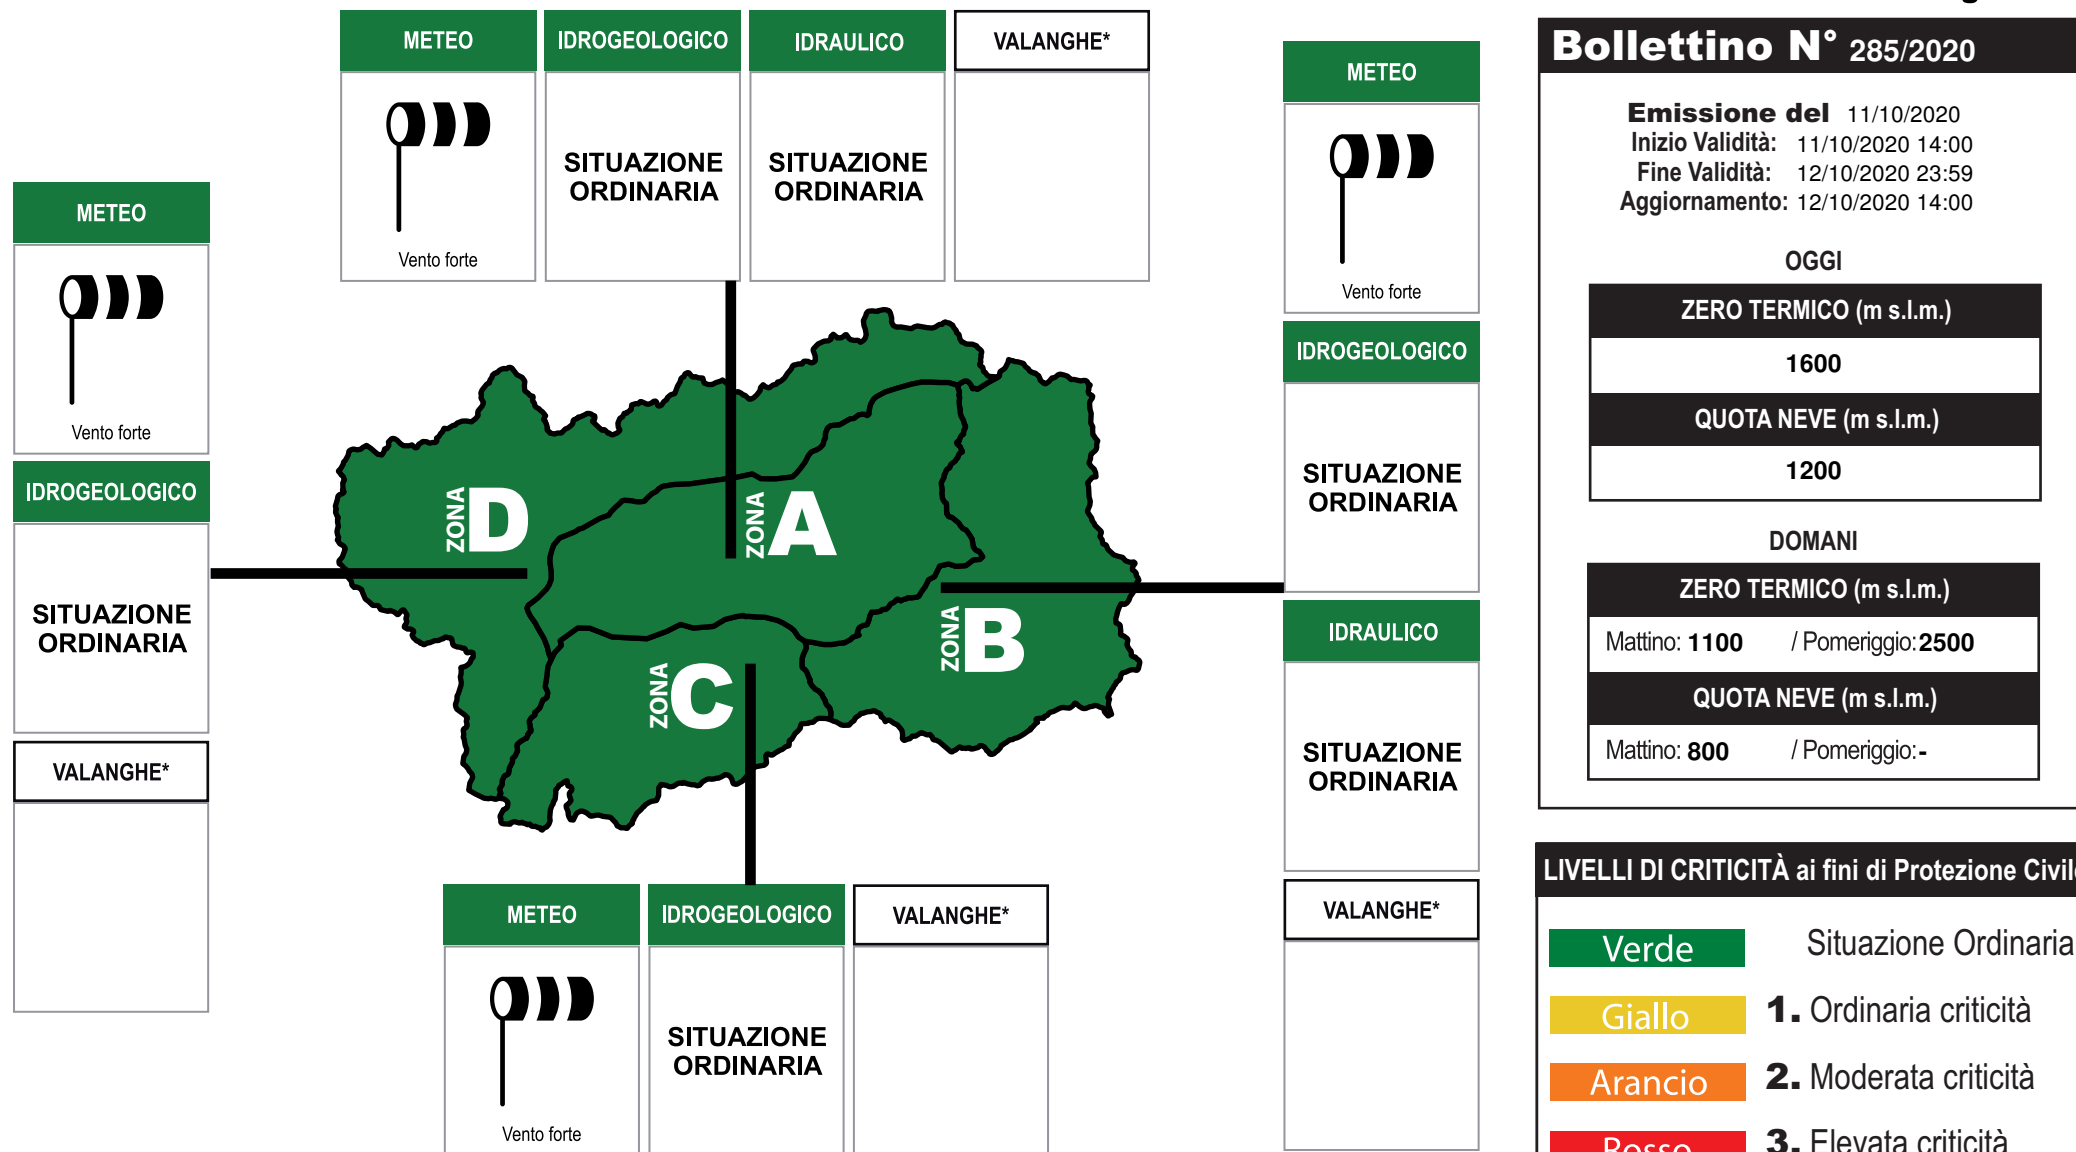 METEO
IDROGEOLOGICO
IDRAULICO
VALANGHE*
Vento forte
SITUAZIONE
ORDINARIA
SITUAZIONE
ORDINARIA
METEO
Vento forte
IDROGEOLOGICO
SITUAZIONE
ORDINARIA
VALANGHE*
ZONA D
ZONA A
ZONA B
ZONA C
METEO
Vento forte
IDROGEOLOGICO
SITUAZIONE
ORDINARIA
IDRAULICO
SITUAZIONE
ORDINARIA
VALANGHE*
METEO
IDROGEOLOGICO
VALANGHE*
Vento forte
SITUAZIONE
ORDINARIA
Bollettino N° 285/2020
Emissione del 11/10/2020
Inizio Validità: 11/10/2020 14:00
Fine Validità: 12/10/2020 23:59
Aggiornamento: 12/10/2020 14:00
OGGI
ZERO TERMICO (m s.l.m.)
1600
QUOTA NEVE (m s.l.m.)
1200
DOMANI
ZERO TERMICO (m s.l.m.)
Mattino: 1100 / Pomeriggio: 2500
QUOTA NEVE (m s.l.m.)
Mattino: 800 / Pomeriggio: -
LIVELLI DI CRITICITÀ ai fini di Protezione Civile
Verde Situazione Ordinaria
Giallo 1. Ordinaria criticità
Arancio 2. Moderata criticità
Rosso 3. Elevata criticità